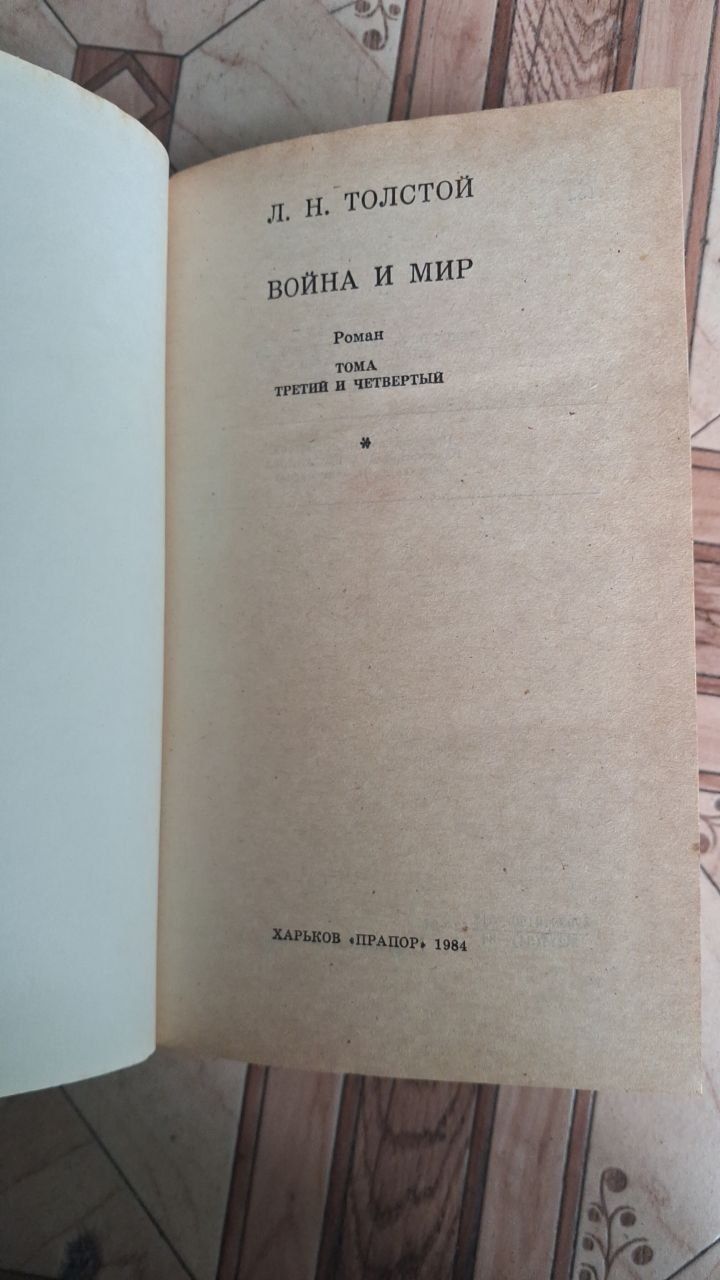 Л. Н. ТОЛСТОЙ
ВОЙНА И МИР
Роман
ТОМА
ТРЕТИЙ И ЧЕТВЕРТЫЙ
*
ХАРЬКОВ «ПРАПОР» 1984